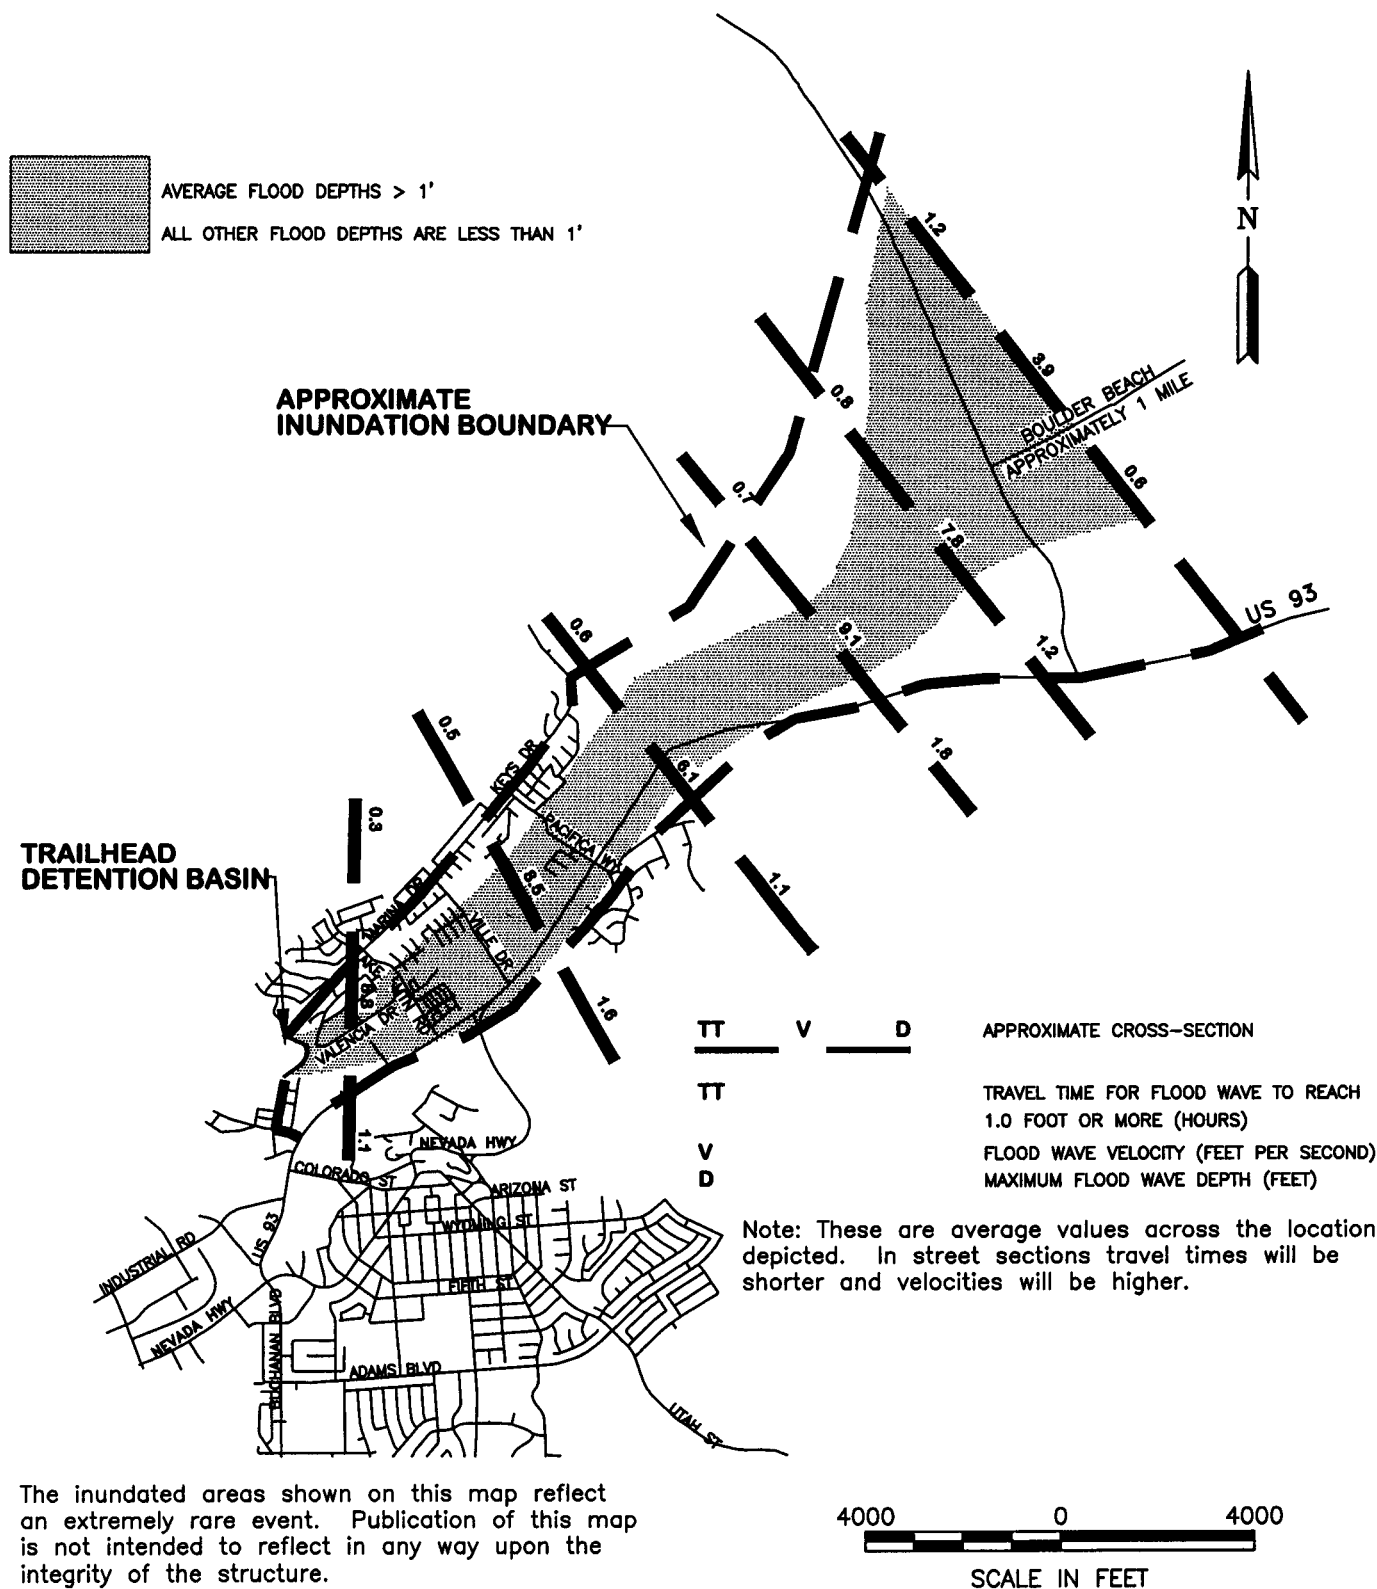 AVERAGE FLOOD DEPTHS > 1'
ALL OTHER FLOOD DEPTHS ARE LESS THAN 1'
N
1.2
3.9
0.6
BOULDER BEACH
APPROXIMATELY 1 MILE
APPROXIMATE
INUNDATION BOUNDARY
0.8
7.8
1.2
US 93
0.7
9.1
1.8
0.6
6.1
1.1
0.5
8.5
1.6
0.3
1.1
KEYS DR
PACIFICA WY
MARINA DR
VILLE DR
VALENCIA DR
TRAILHEAD
DETENTION BASIN
TT V D APPROXIMATE CROSS-SECTION
TT TRAVEL TIME FOR FLOOD WAVE TO REACH
1.0 FOOT OR MORE (HOURS)
V FLOOD WAVE VELOCITY (FEET PER SECOND)
D MAXIMUM FLOOD WAVE DEPTH (FEET)
Note: These are average values across the location
depicted. In street sections travel times will be
shorter and velocities will be higher.
NEVADA HWY
COLORADO ST
ARIZONA ST
WYOMING ST
US 93
INDUSTRIAL RD
FIFTH ST
NEVADA HWY
BUCHANAN BLVD
ADAMS BLVD
UTAH ST
The inundated areas shown on this map reflect
an extremely rare event. Publication of this map
is not intended to reflect in any way upon the
integrity of the structure.
4000 0 4000
SCALE IN FEET